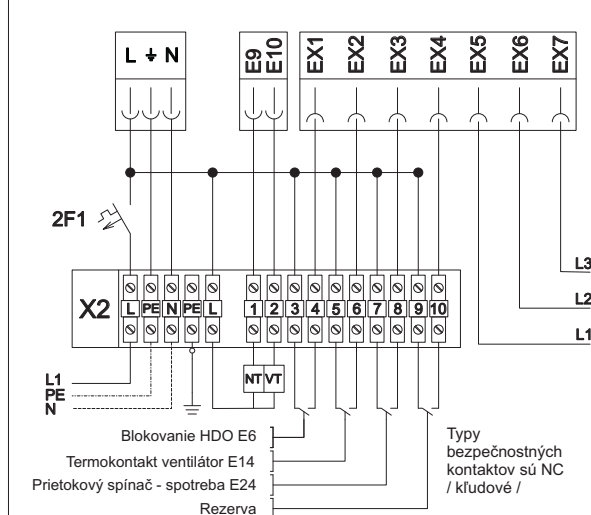 L ⏚ N
E9 E10
EX1 EX2 EX3 EX4 EX5 EX6 EX7
2F1
L3
L2
L1
X2 L PE N PE L 1 2 3 4 5 6 7 8 9 10
NT VT
L1
PE
N
Blokovanie HDO E6
Termokontakt ventilátor E14
Prietokový spínač - spotreba E24
Rezerva
Typy
bezpečnostných
kontaktov sú NC
/ kľudové /